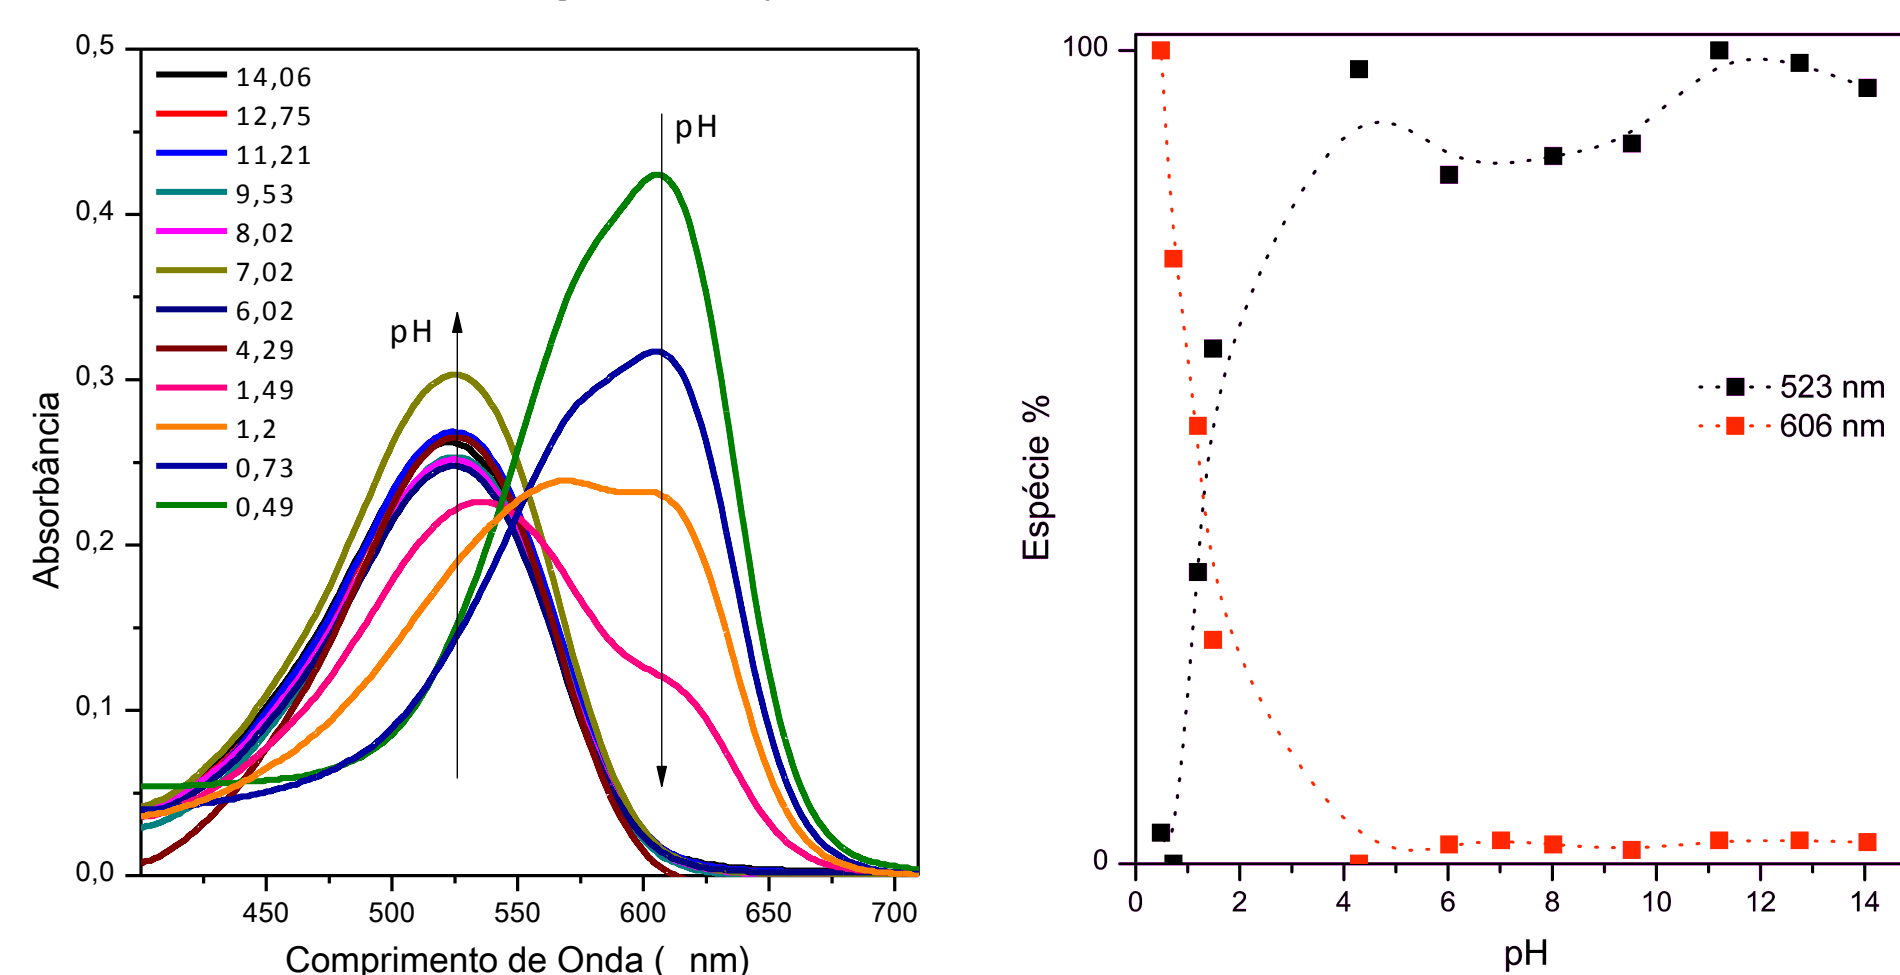 0,5
0,4
0,3
0,2
0,1
0,0
Absorbância
14,06
12,75
11,21
9,53
8,02
7,02
6,02
4,29
1,49
1,2
0,73
0,49
pH
pH
450 500 550 600 650 700
Comprimento de Onda ( nm)
100
0
Espécie %
523 nm
606 nm
0 2 4 6 8 10 12 14
pH